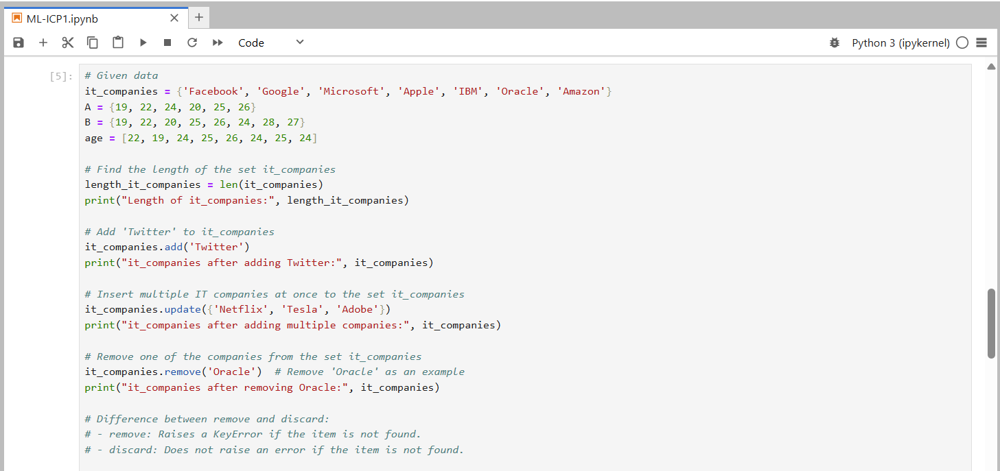 ML-ICP1.ipynb
Code
Python 3 (ipykernel)
[5]:
# Given data
it_companies = {'Facebook', 'Google', 'Microsoft', 'Apple', 'IBM', 'Oracle', 'Amazon'}
A = {19, 22, 24, 20, 25, 26}
B = {19, 22, 20, 25, 26, 24, 28, 27}
age = [22, 19, 24, 25, 26, 24, 25, 24]
# Find the length of the set it_companies
length_it_companies = len(it_companies)
print("Length of it_companies:", length_it_companies)
# Add 'Twitter' to it_companies
it_companies.add('Twitter')
print("it_companies after adding Twitter:", it_companies)
# Insert multiple IT companies at once to the set it_companies
it_companies.update({'Netflix', 'Tesla', 'Adobe'})
print("it_companies after adding multiple companies:", it_companies)
# Remove one of the companies from the set it_companies
it_companies.remove('Oracle')  # Remove 'Oracle' as an example
print("it_companies after removing Oracle:", it_companies)
# Difference between remove and discard:
# - remove: Raises a KeyError if the item is not found.
# - discard: Does not raise an error if the item is not found.